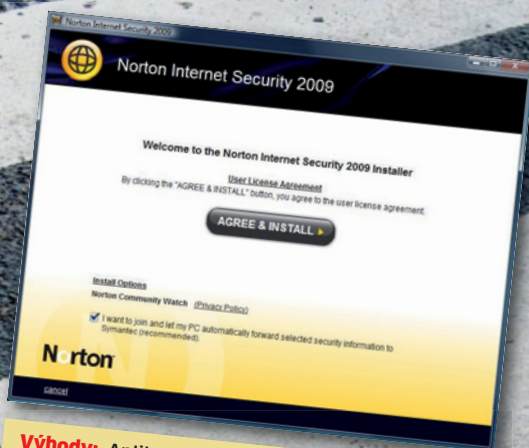 Norton Internet Security 2009
Norton Internet Security 2009
Welcome to the Norton Internet Security 2009 Installer
User License Agreement
By clicking the "AGREE & INSTALL" button, you agree to the user license agreement.
AGREE & INSTALL
Install Options
Norton Community Watch (Privacy Policy)
I want to join and let my PC automatically forward selected security information to
Symantec (recommended).
Norton
cancel
Výhody: